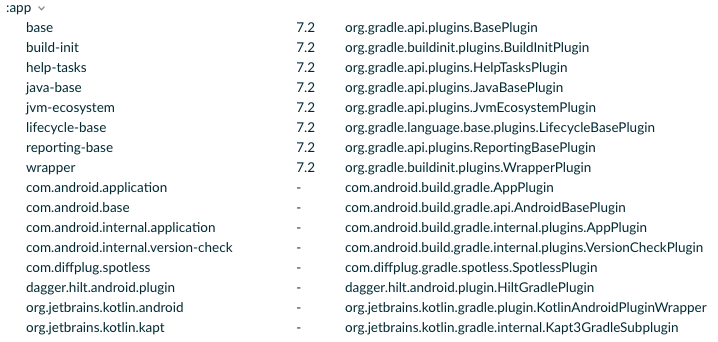 :app
base 7.2 org.gradle.api.plugins.BasePlugin
build-init 7.2 org.gradle.buildinit.plugins.BuildInitPlugin
help-tasks 7.2 org.gradle.api.plugins.HelpTasksPlugin
java-base 7.2 org.gradle.api.plugins.JavaBasePlugin
jvm-ecosystem 7.2 org.gradle.api.plugins.JvmEcosystemPlugin
lifecycle-base 7.2 org.gradle.language.base.plugins.LifecycleBasePlugin
reporting-base 7.2 org.gradle.api.plugins.ReportingBasePlugin
wrapper 7.2 org.gradle.buildinit.plugins.WrapperPlugin
com.android.application - com.android.build.gradle.AppPlugin
com.android.base - com.android.build.gradle.api.AndroidBasePlugin
com.android.internal.application - com.android.build.gradle.internal.plugins.AppPlugin
com.android.internal.version-check - com.android.build.gradle.internal.plugins.VersionCheckPlugin
com.diffplug.spotless - com.diffplug.gradle.spotless.SpotlessPlugin
dagger.hilt.android.plugin - dagger.hilt.android.plugin.HiltGradlePlugin
org.jetbrains.kotlin.android - org.jetbrains.kotlin.gradle.plugin.KotlinAndroidPluginWrapper
org.jetbrains.kotlin.kapt - org.jetbrains.kotlin.gradle.internal.Kapt3GradleSubplugin